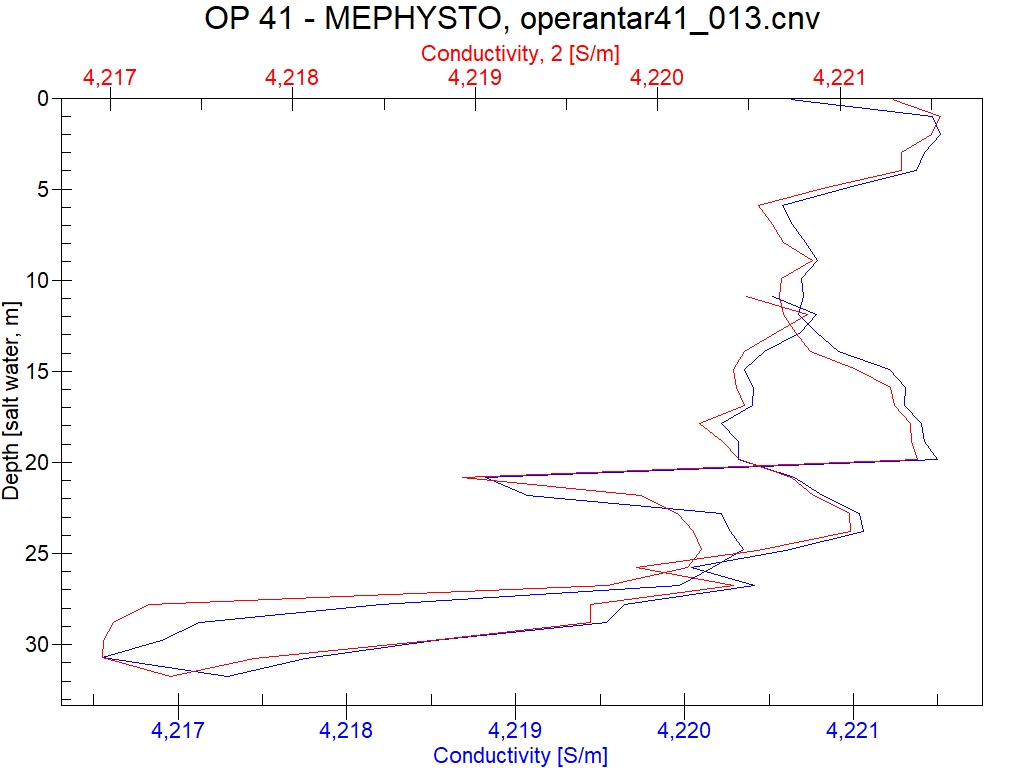 OP 41 - MEPHYSTO, operantar41_013.cnv
Conductivity, 2 [S/m]
4,217 4,218 4,219 4,220 4,221
0
5
10
15
20
25
30
Depth [salt water, m]
4,217 4,218 4,219 4,220 4,221
Conductivity [S/m]